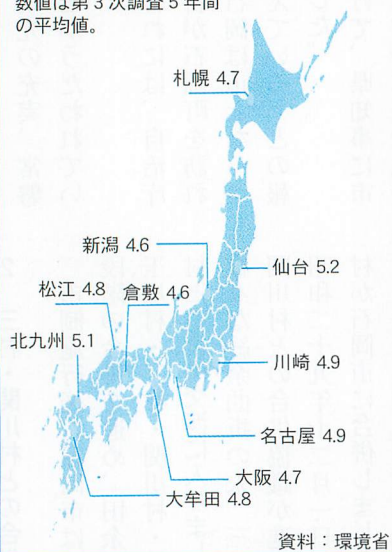 数値は第3次調査5年間
の平均値。
札幌 4.7
新潟 4.6
仙台 5.2
松江 4.8
倉敷 4.6
北九州 5.1
川崎 4.9
名古屋 4.9
大阪 4.7
大牟田 4.8
資料：環境省